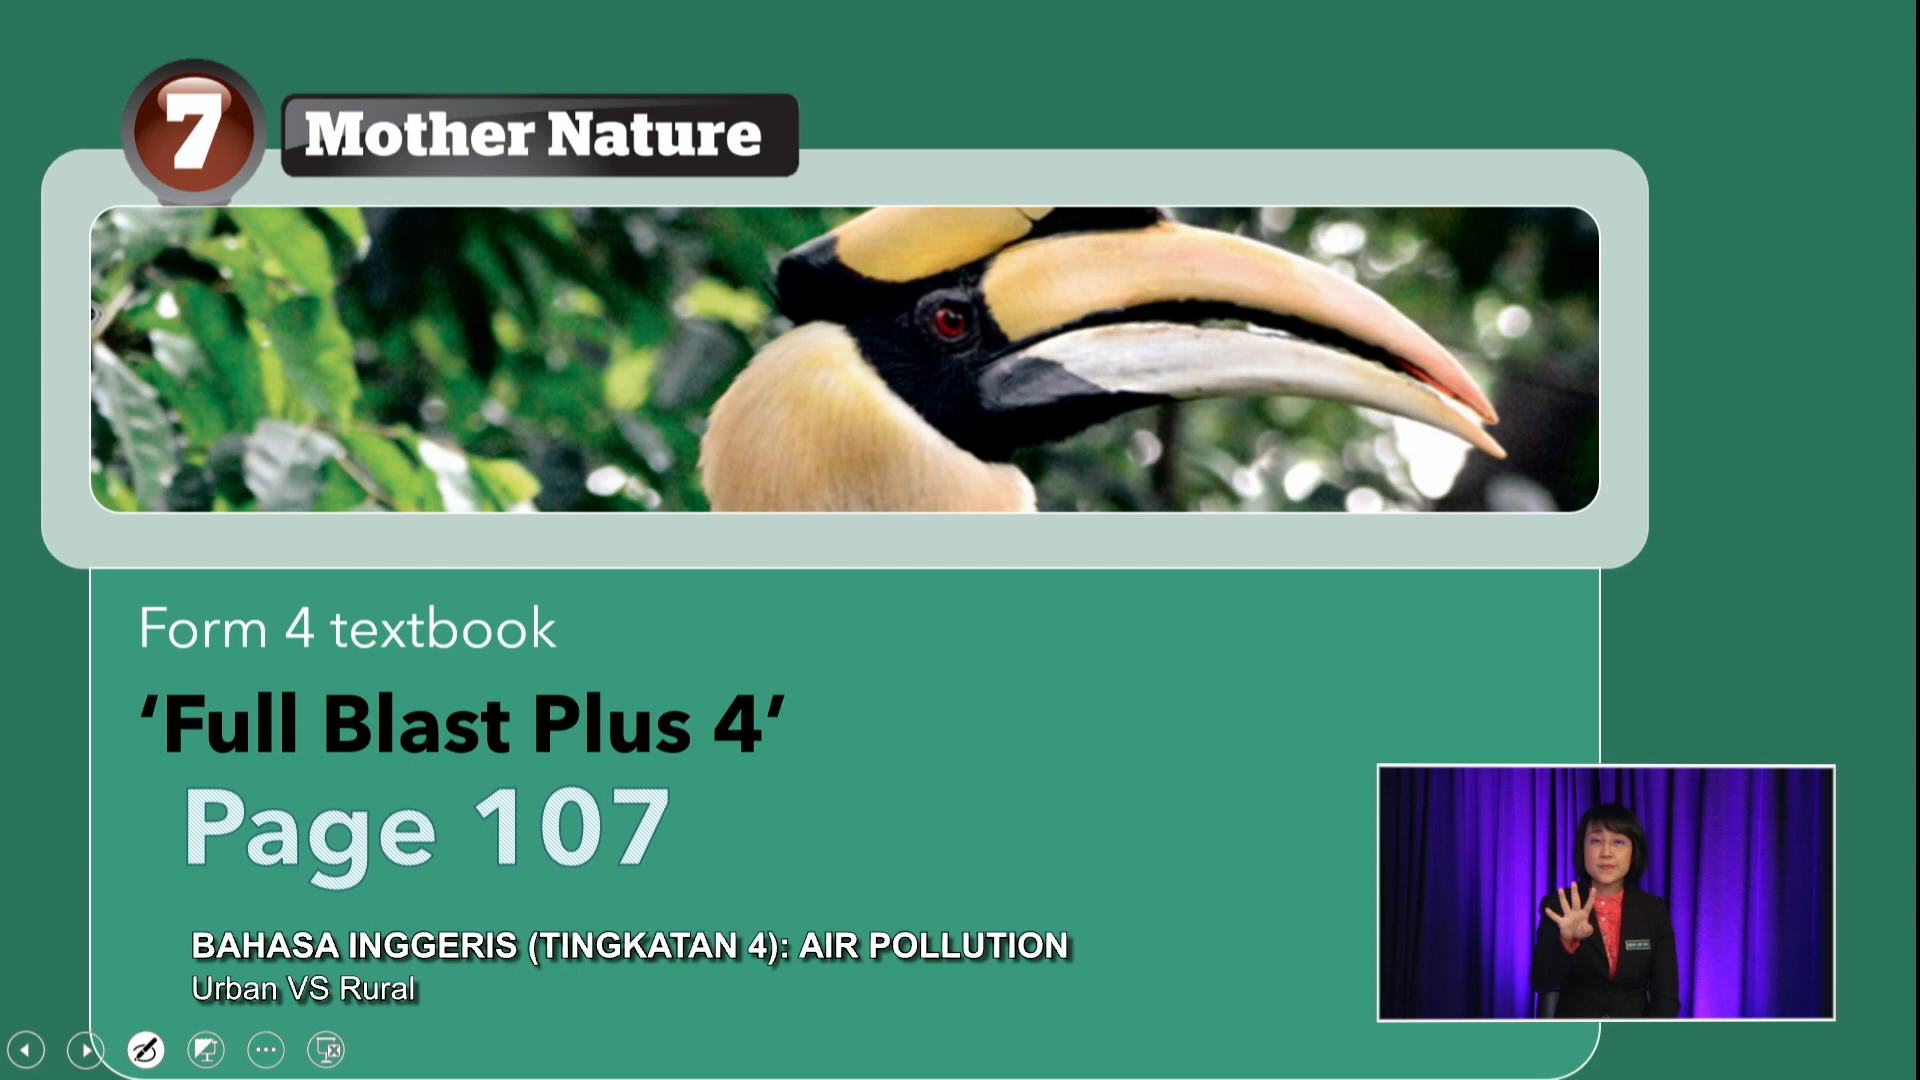 7
Mother Nature
Form 4 textbook
‘Full Blast Plus 4’
Page 107
BAHASA INGGERIS (TINGKATAN 4): AIR POLLUTION
Urban VS Rural